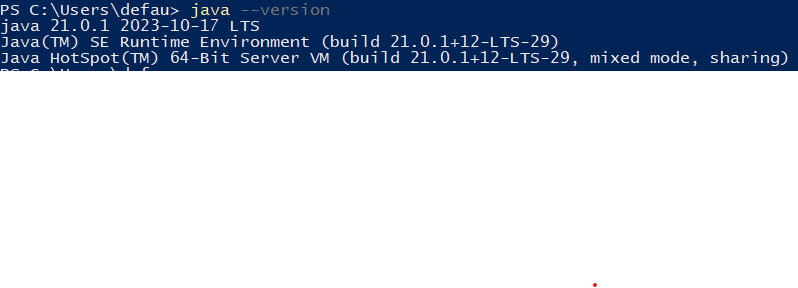 PS C:\Users\defau> java --version
java 21.0.1 2023-10-17 LTS
Java(TM) SE Runtime Environment (build 21.0.1+12-LTS-29)
Java HotSpot(TM) 64-Bit Server VM (build 21.0.1+12-LTS-29, mixed mode, sharing)